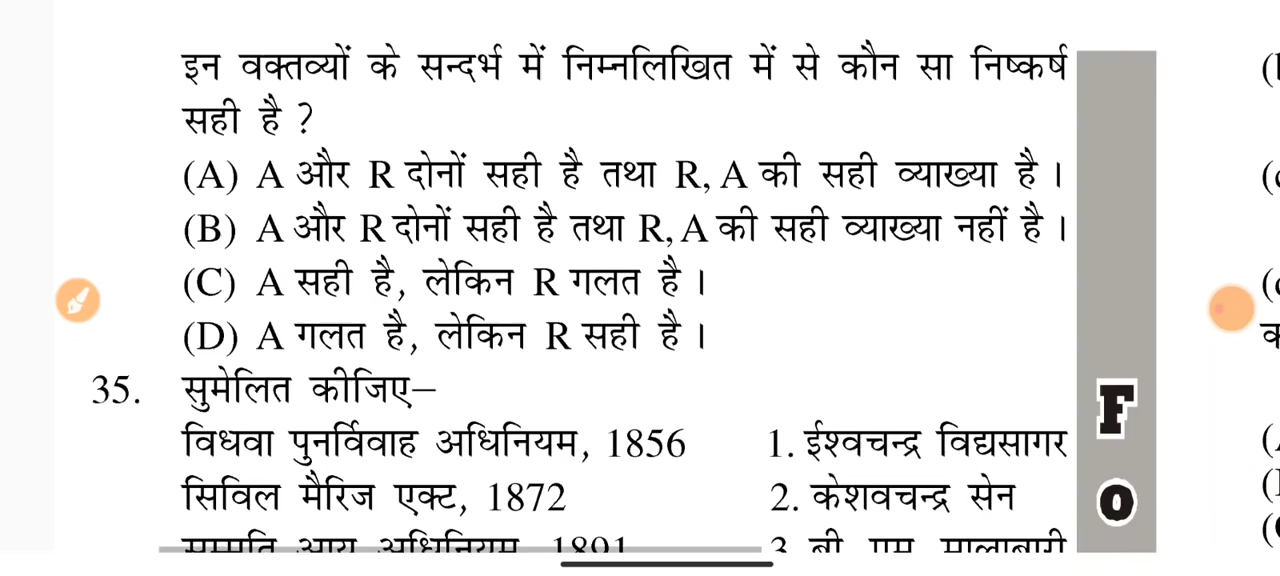 इन वक्तव्यों के सन्दर्भ में निम्नलिखित में से कौन सा निष्कर्ष
सही है ?
(A) A और R दोनों सही है तथा R, A की सही व्याख्या है ।
(B) A और R दोनों सही है तथा R, A की सही व्याख्या नहीं है ।
(C) A सही है, लेकिन R गलत है ।
(D) A गलत है, लेकिन R सही है ।
35. सुमेलित कीजिए–
विधवा पुनर्विवाह अधिनियम, 1856 1. ईश्वचन्द्र विद्यसागर
सिविल मैरिज एक्ट, 1872 2. केशवचन्द्र सेन
F
O